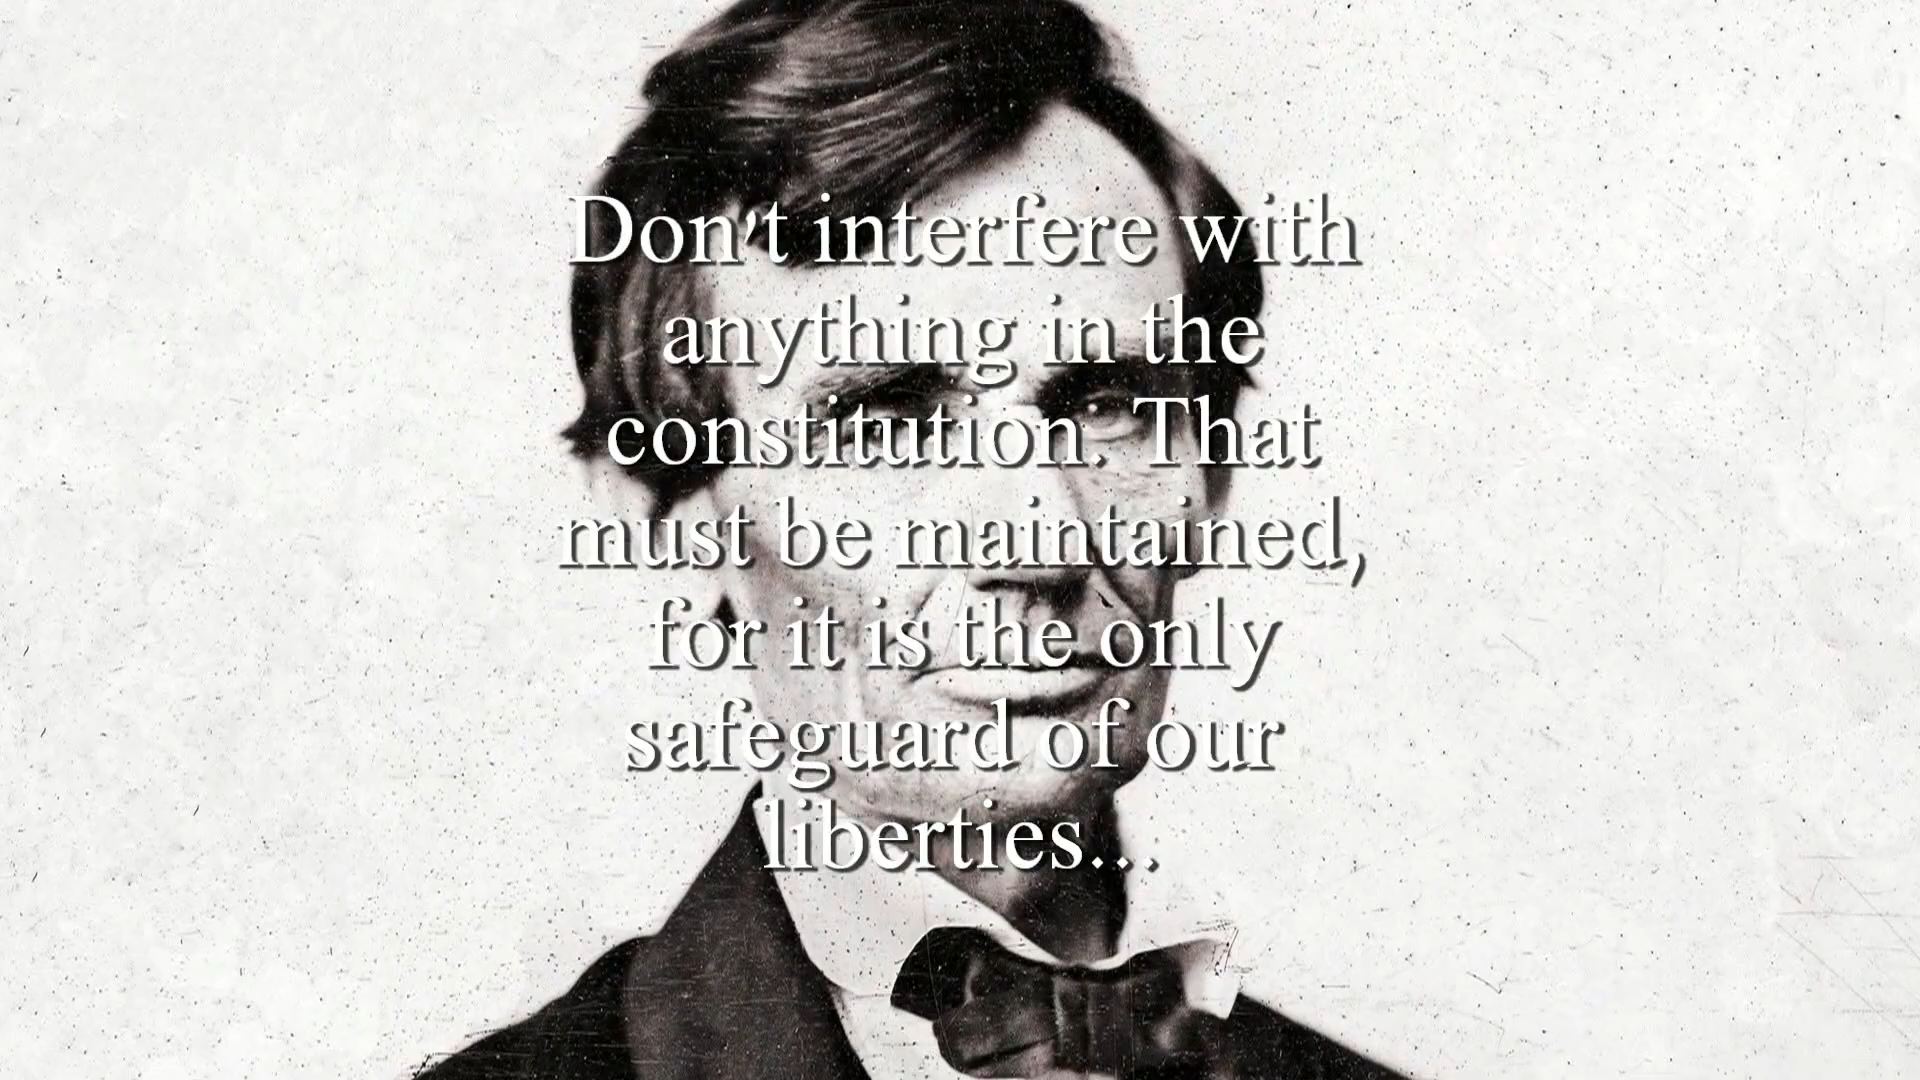 Don't interfere with
anything in the
constitution. That
must be maintained,
for it is the only
safeguard of our
liberties...